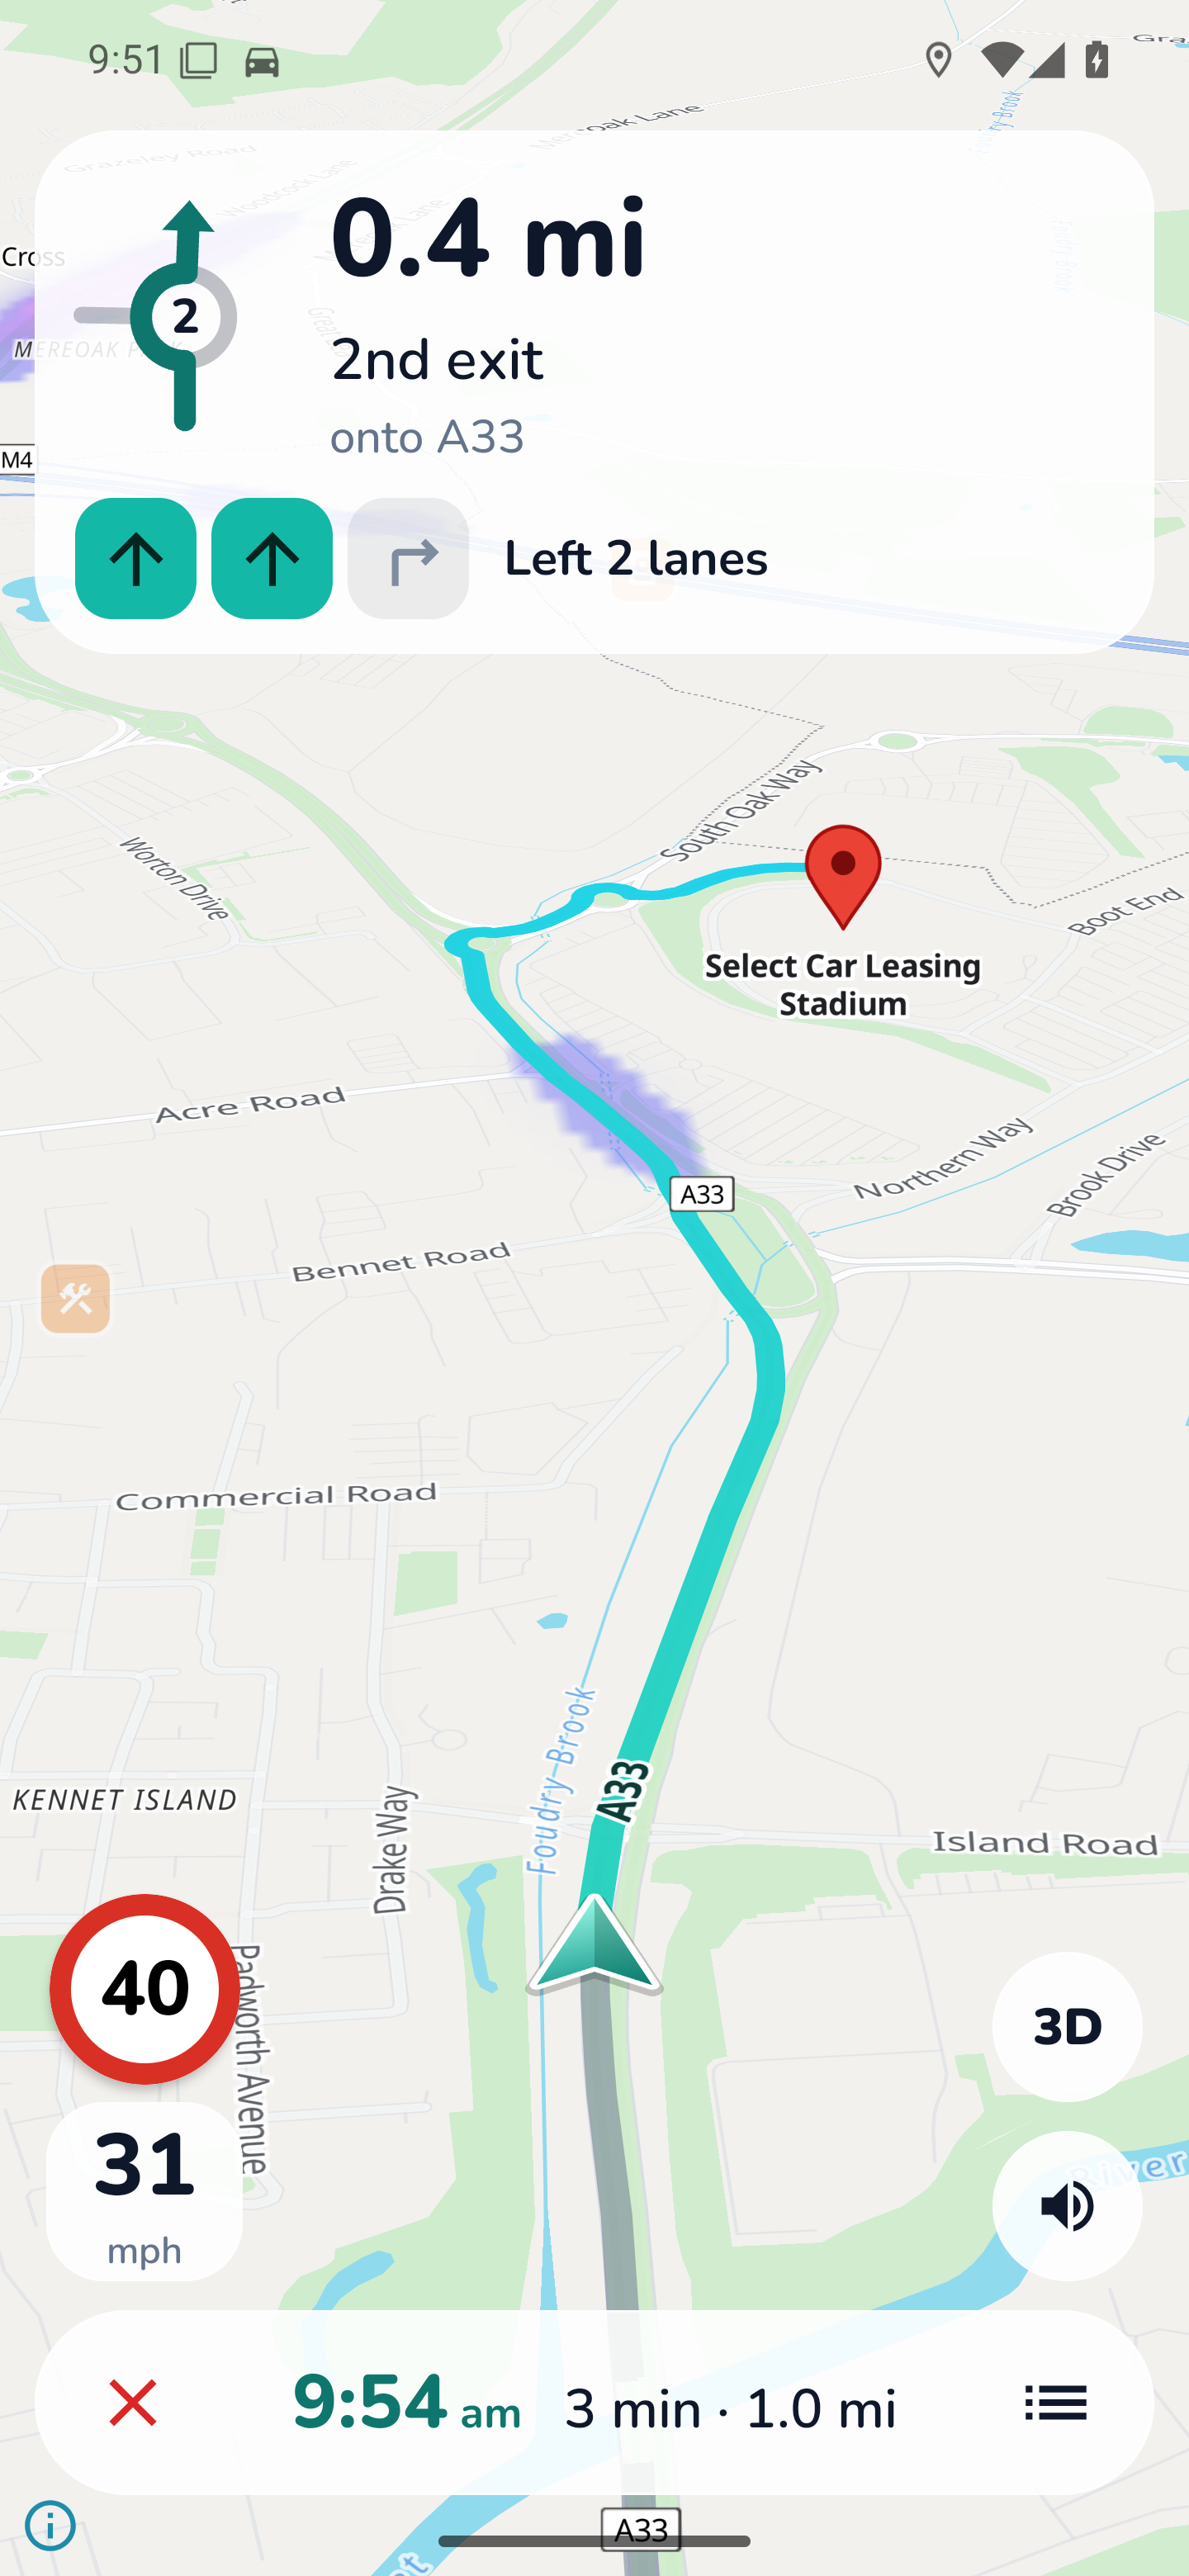 9:51
Mereoak Lane
Grazeley Road
Woodcock Lane
0.4 mi
Cross
2
2nd exit
onto A33
M4
Left 2 lanes
South Oak Way
Worton Drive
Boot End
Select Car Leasing
Stadium
Acre Road
Northern Way
Brook Drive
A33
Bennet Road
Commercial Road
Foudry Brook
A33
KENNET ISLAND
Drake Way
Island Road
40
Padworth Avenue
3D
31
mph
River
9:54 am
3 min · 1.0 mi
A33